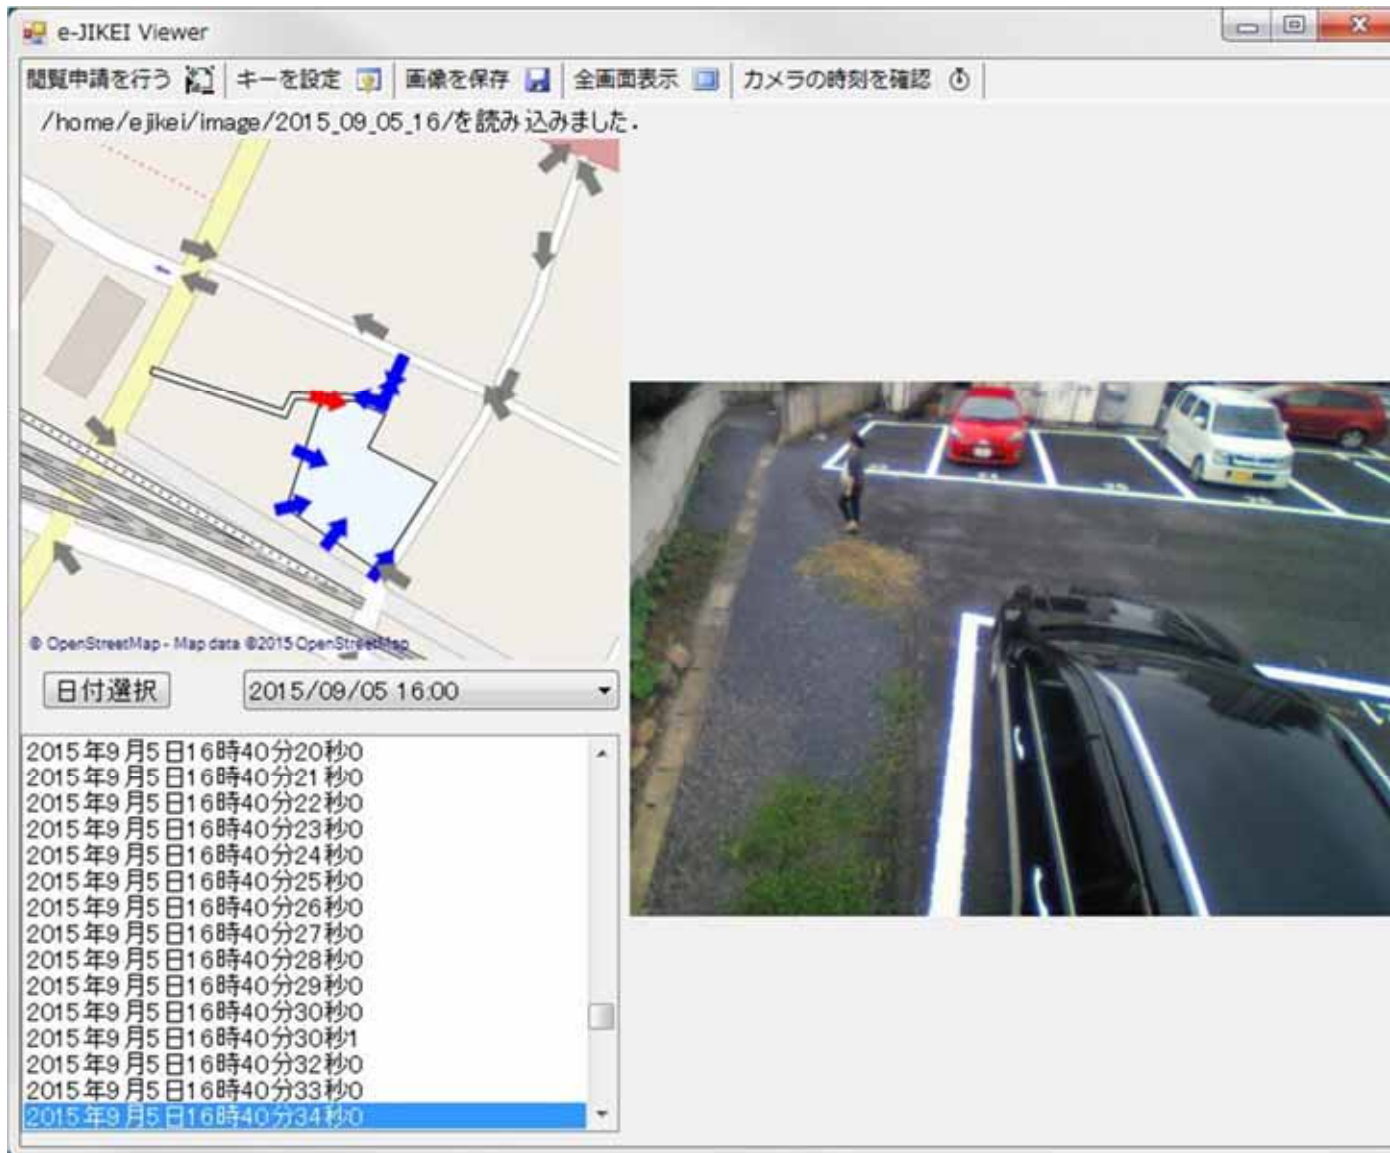 e-JIKEI Viewer
閲覧申請を行う キーを設定 画像を保存 全画面表示 カメラの時刻を確認
/home/ejikei/image/2015_09_05_16/を読み込みました.
© OpenStreetMap - Map data ©2015 OpenStreetMap
日付選択 2015/09/05 16:00
2015年9月5日16時40分20秒0
2015年9月5日16時40分21秒0
2015年9月5日16時40分22秒0
2015年9月5日16時40分23秒0
2015年9月5日16時40分24秒0
2015年9月5日16時40分25秒0
2015年9月5日16時40分26秒0
2015年9月5日16時40分27秒0
2015年9月5日16時40分28秒0
2015年9月5日16時40分29秒0
2015年9月5日16時40分30秒0
2015年9月5日16時40分30秒1
2015年9月5日16時40分32秒0
2015年9月5日16時40分33秒0
2015年9月5日16時40分34秒0